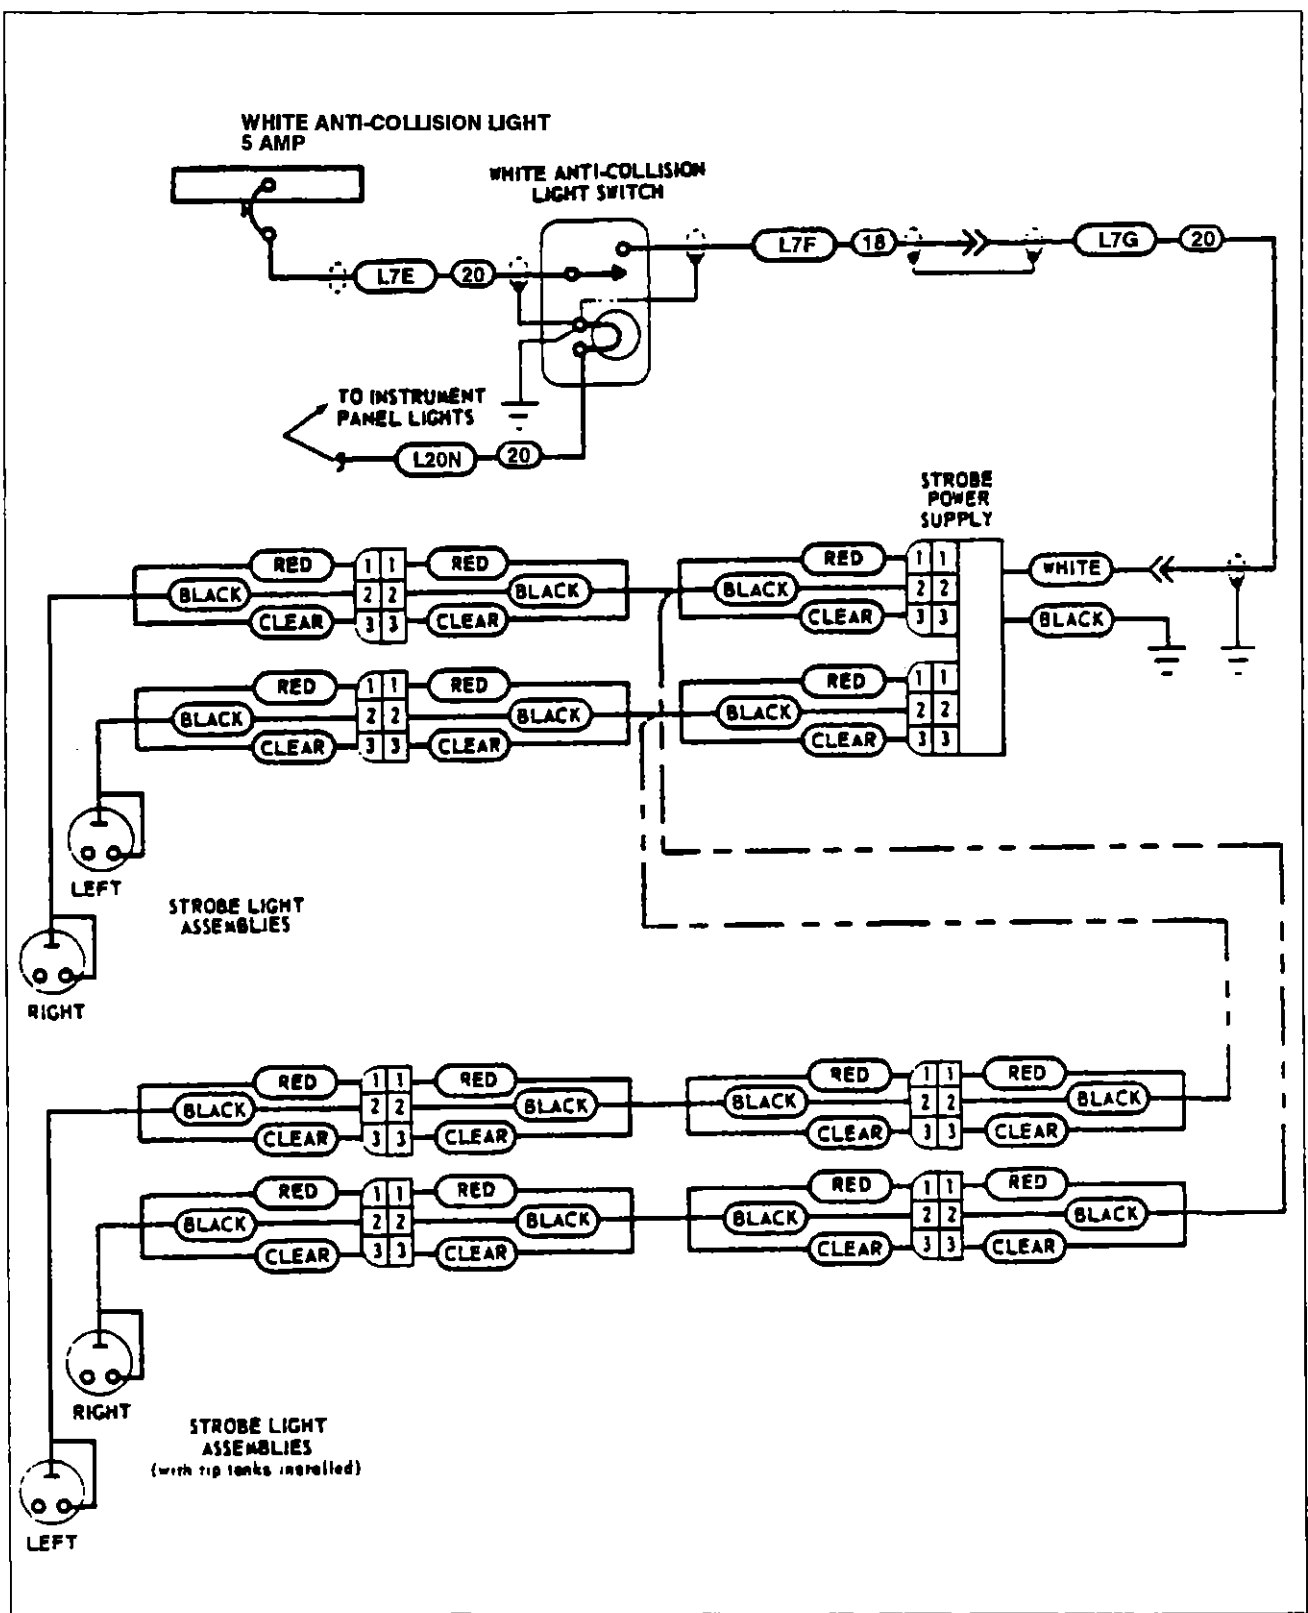 WHITE ANTI-COLLISION LIGHT
5 AMP
WHITE ANTI-COLLISION
LIGHT SWITCH
L7E 20
L7F 18
L7G 20
TO INSTRUMENT
PANEL LIGHTS
L20N 20
STROBE
POWER
SUPPLY
RED 1 1 RED RED 1 1
BLACK 2 2 BLACK BLACK 2 2
CLEAR 3 3 CLEAR CLEAR 3 3
WHITE
BLACK
RED 1 1 RED RED 1 1
BLACK 2 2 BLACK BLACK 2 2
CLEAR 3 3 CLEAR CLEAR 3 3
LEFT
STROBE LIGHT
ASSEMBLIES
RIGHT
RED 1 1 RED RED 1 1 RED
BLACK 2 2 BLACK BLACK 2 2 BLACK
CLEAR 3 3 CLEAR CLEAR 3 3 CLEAR
RED 1 1 RED RED 1 1 RED
BLACK 2 2 BLACK BLACK 2 2 BLACK
CLEAR 3 3 CLEAR CLEAR 3 3 CLEAR
RIGHT
STROBE LIGHT
ASSEMBLIES
(with tip tanks installed)
LEFT